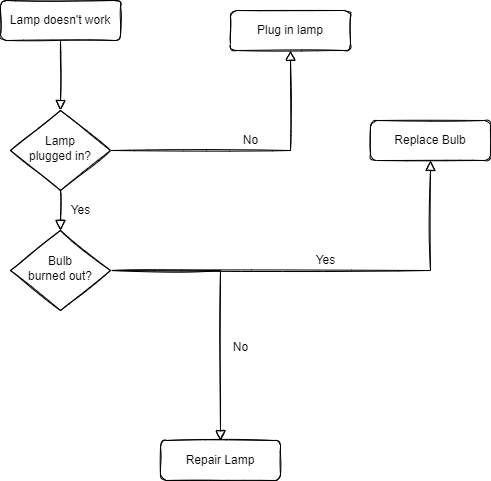 Lamp doesn't work
Plug in lamp
Lamp
plugged in?
No
Replace Bulb
Yes
Bulb
burned out?
Yes
No
Repair Lamp